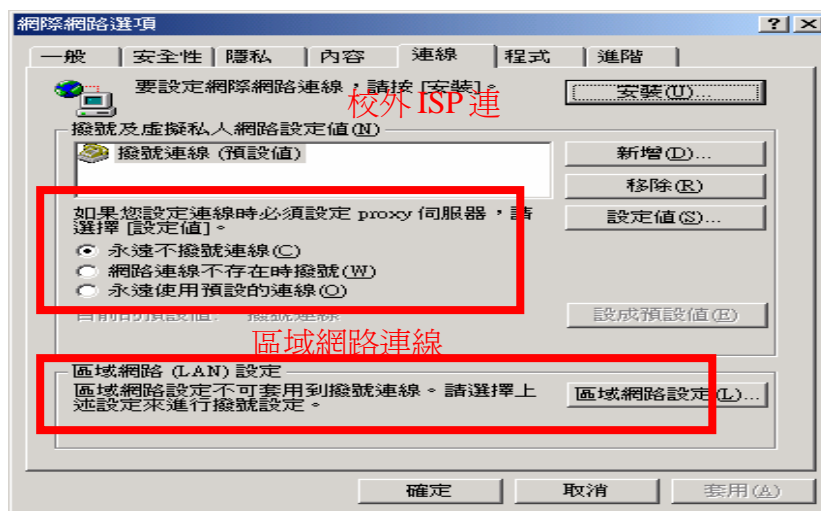 網際網路選項
一般 安全性 隱私 內容 連線 程式 進階
要設定網際網路連線，請按 [安裝]。
安裝(U)...
校外 ISP 連
撥號及虛擬私人網路設定值(N)
撥號連線 (預設值)
新增(D)...
移除(R)
如果您設定連線時必須設定 proxy 伺服器，請
選擇 [設定值]。
設定值(S)...
永遠不撥號連線(C)
網路連線不存在時撥號(W)
永遠使用預設的連線(O)
目前的預設值: 撥號連線
設成預設值(E)
區域網路連線
區域網路 (LAN) 設定
區域網路設定不可套用到撥號連線。請選擇上
述設定來進行撥號設定。
區域網路設定(L)...
確定 取消 套用(A)